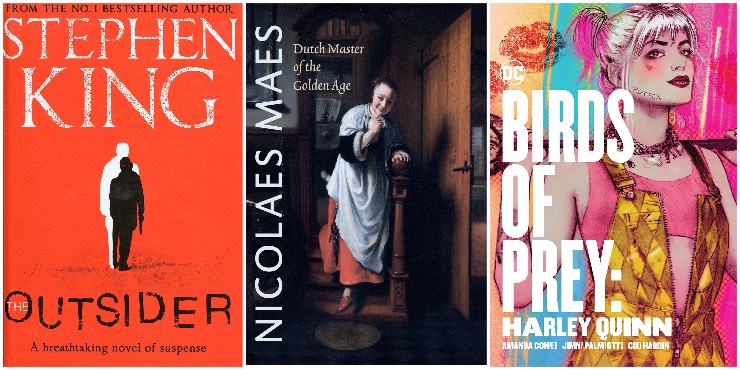 FROM THE NO. 1 BESTSELLING AUTHOR
STEPHEN
KING
THE
OUTSIDER
A breathtaking novel of suspense
NICOLAES MAES
Dutch Master
of the
Golden Age
DC
BIRDS
OF
PREY:
HARLEY QUINN
AMANDA CONNER JIMMY PALMIOTTI CHAD HARDIN